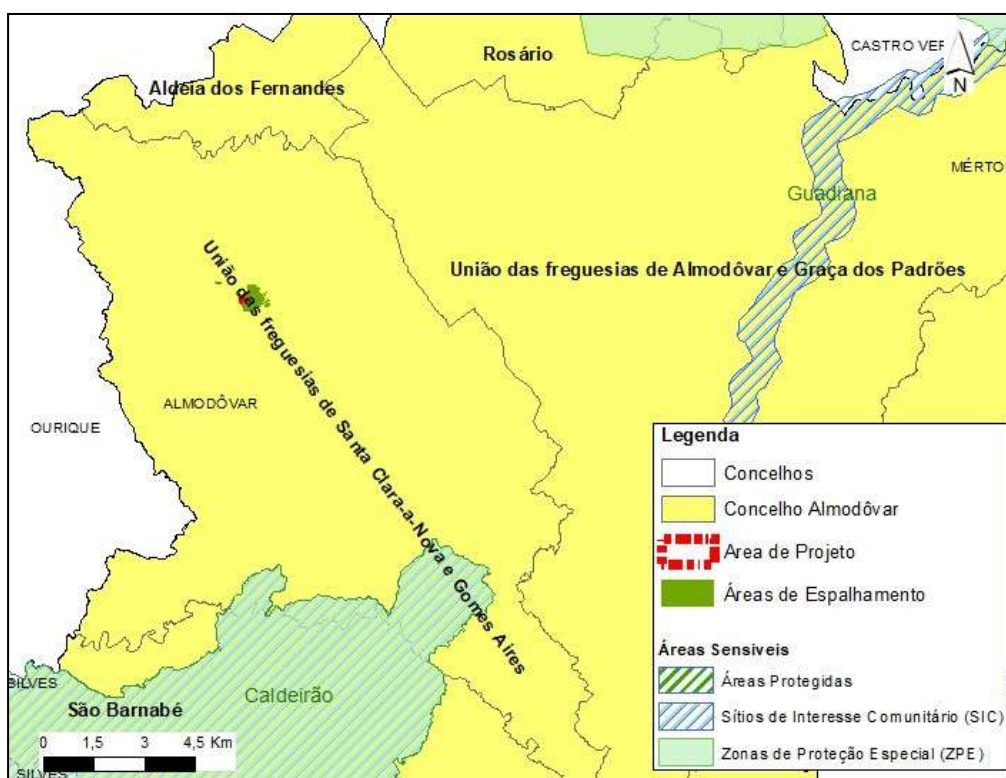 CASTRO VER
Rosário
Aldeia dos Fernandes
N
MÉRTO
Guadiana
União das freguesias de Almodôvar e Graça dos Padrões
União das freguesias de Santa Clara-a-Nova e Gomes Aires
ALMODÔVAR
OURIQUE
Legenda
Concelhos
Concelho Almodôvar
Area de Projeto
Áreas de Espalhamento
Áreas Sensiveis
Áreas Protegidas
Sítios de Interesse Comunitário (SIC)
Zonas de Proteção Especial (ZPE)
SILVES
Caldeirão
São Barnabé
0 1,5 3 4,5 Km
SILVES